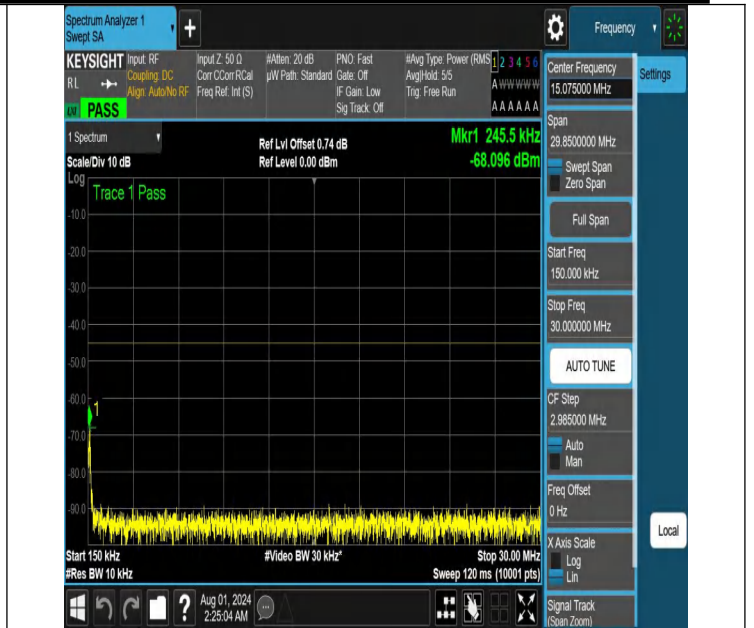 Spectrum Analyzer 1
Swept SA
+
Frequency
KEYSIGHT
Input: RF
Coupling: DC
Align: Auto/No RF
Input Z: 50 Ω
Corr CCorr RCal
Freq Ref: Int (S)
#Atten: 20 dB
µW Path: Standard
PNO: Fast
Gate: Off
IF Gain: Low
Sig Track: Off
#Avg Type: Power (RMS
Avg|Hold: 5/5
Trig: Free Run
1 2 3 4 5 6
A W W W W W
A A A A A A
RL
PASS
1 Spectrum
Scale/Div 10 dB
Ref Lvl Offset 0.74 dB
Ref Level 0.00 dBm
Mkr1 245.5 kHz
-68.096 dBm
Log
Trace 1 Pass
-10.0
-20.0
-30.0
-40.0
-50.0
-60.0
1
-70.0
-80.0
-90.0
Start 150 kHz
#Video BW 30 kHz*
Stop 30.00 MHz
#Res BW 10 kHz
Sweep 120 ms (10001 pts)
Aug 01, 2024
2:25:04 AM
?
Center Frequency
15.075000 MHz
Settings
Span
29.8500000 MHz
Swept Span
Zero Span
Full Span
Start Freq
150.000 kHz
Stop Freq
30.000000 MHz
AUTO TUNE
CF Step
2.985000 MHz
Auto
Man
Freq Offset
0 Hz
X Axis Scale
Log
Lin
Local
Signal Track
(Span Zoom)